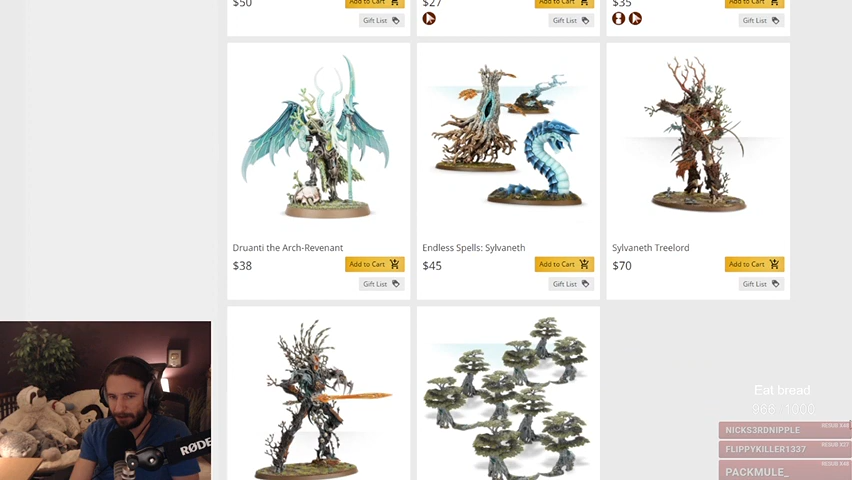 $50
Add to Cart
Gift List
$27
Add to Cart
$35
Add to Cart
Gift List
Druanti the Arch-Revenant
$38
Add to Cart
Gift List
Endless Spells: Sylvaneth
$45
Add to Cart
Gift List
Sylvaneth Treelord
$70
Add to Cart
Gift List
RØDE
Eat bread
NICKS3RDNIPPLE
FLIPPYKILLER1337
PACKMULE_